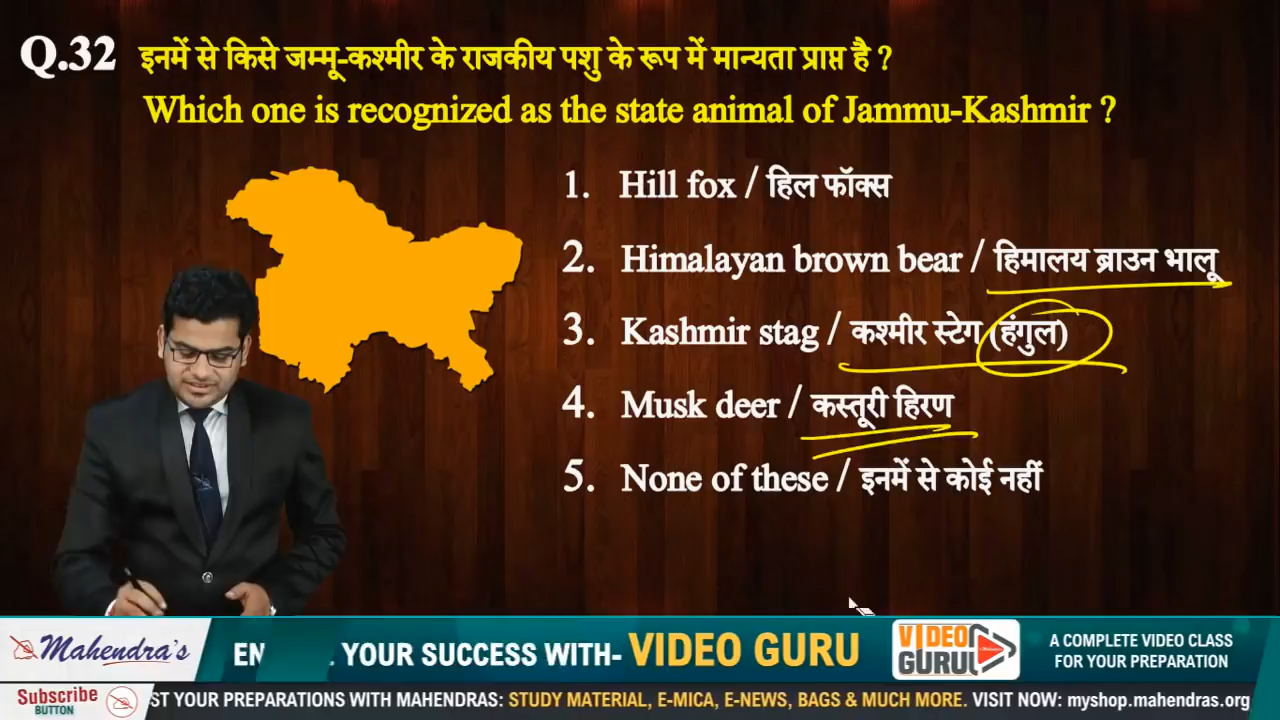 Q.32 इनमें से किसे जम्मू-कश्मीर के राजकीय पशु के रूप में मान्यता प्राप्त है ?
Which one is recognized as the state animal of Jammu-Kashmir ?
1. Hill fox / हिल फॉक्स
2. Himalayan brown bear / हिमालय ब्राउन भालू
3. Kashmir stag / कश्मीर स्टेग (हंगुल)
4. Musk deer / कस्तूरी हिरण
5. None of these / इनमें से कोई नहीं
Mahendra's
YOUR SUCCESS WITH- VIDEO GURU
VIDEO
GURU
A COMPLETE VIDEO CLASS
FOR YOUR PREPARATION
Subscribe
BUTTON
ST YOUR PREPARATIONS WITH MAHENDRAS: STUDY MATERIAL, E-MICA, E-NEWS, BAGS & MUCH MORE. VISIT NOW: myshop.mahendras.org